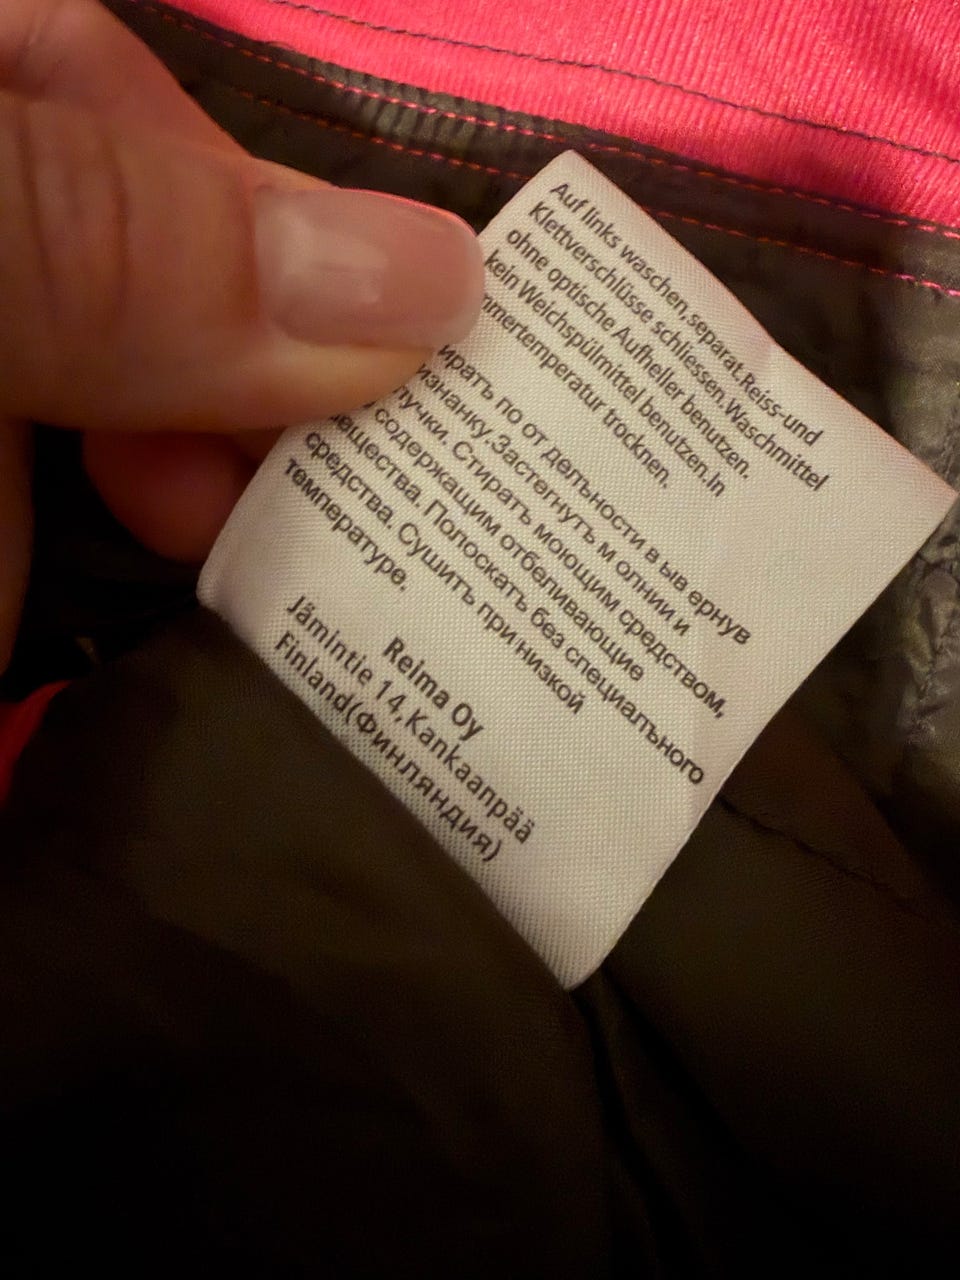 Auf links waschen,separat.Reiss-und
Klettverschlüsse schliessen.Waschmittel
ohne optische Aufheller benutzen.
kein Weichspülmittel benutzen.In
mmertemperatur trocknen.
ирать по от дельности в ыв ернув
изнанку.Застегнуть м олнии и
лучки. Стирать моющим средством,
содержащим отбеливающие
ещества. Полоскать без специального
средства. Сушить при низкой
температуре.
Reima Oy
Jämintie 14,Kankaanpää
Finland(Финляндия)